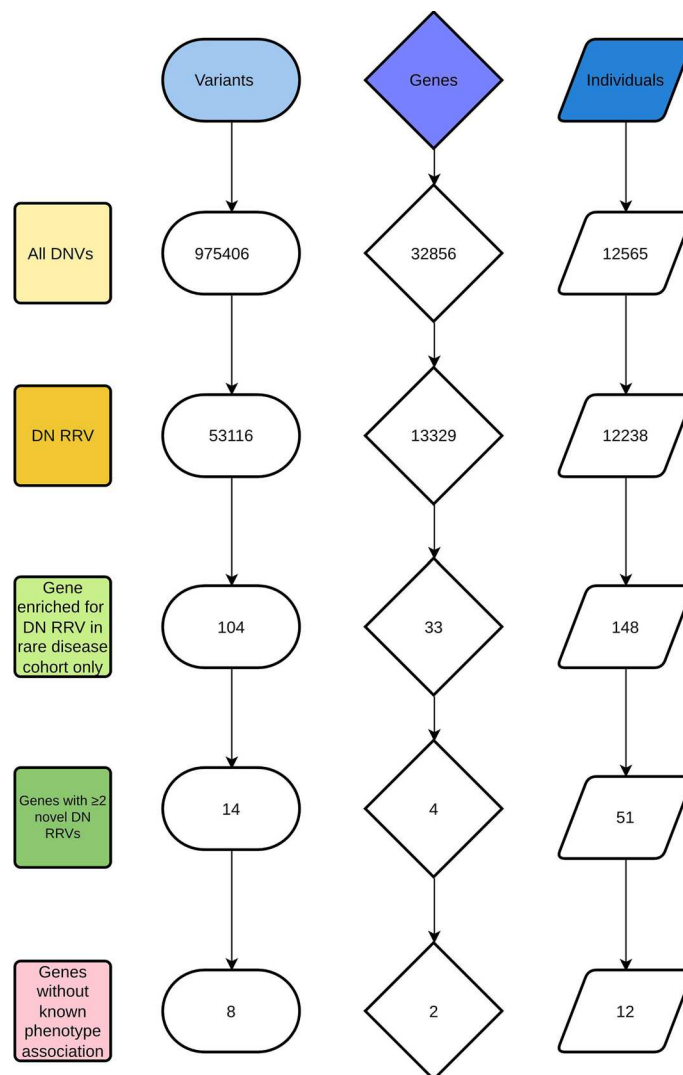 Variants
Genes
Individuals
All DNVs
975406
32856
12565
DN RRV
53116
13329
12238
Gene
enriched for
DN RRV in
rare disease
cohort only
104
33
148
Genes with ≥2
novel DN
RRVs
14
4
51
Genes
without
known
phenotype
association
8
2
12